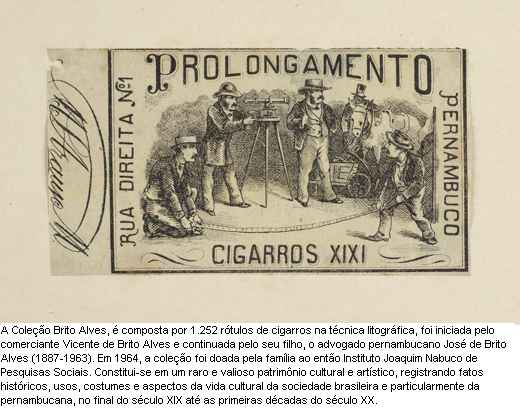 PROLONGAMENTO
RUA DIREITA Nº1
PERNAMBUCO
CIGARROS XIXI
A Coleção Brito Alves, é composta por 1.252 rótulos de cigarros na técnica litográfica, foi iniciada pelo
comerciante Vicente de Brito Alves e continuada pelo seu filho, o advogado pernambucano José de Brito
Alves (1887-1963). Em 1964, a coleção foi doada pela família ao então Instituto Joaquim Nabuco de
Pesquisas Sociais. Constitui-se em um raro e valioso patrimônio cultural e artístico, registrando fatos
históricos, usos, costumes e aspectos da vida cultural da sociedade brasileira e particularmente da
pernambucana, no final do século XIX até as primeiras décadas do século XX.